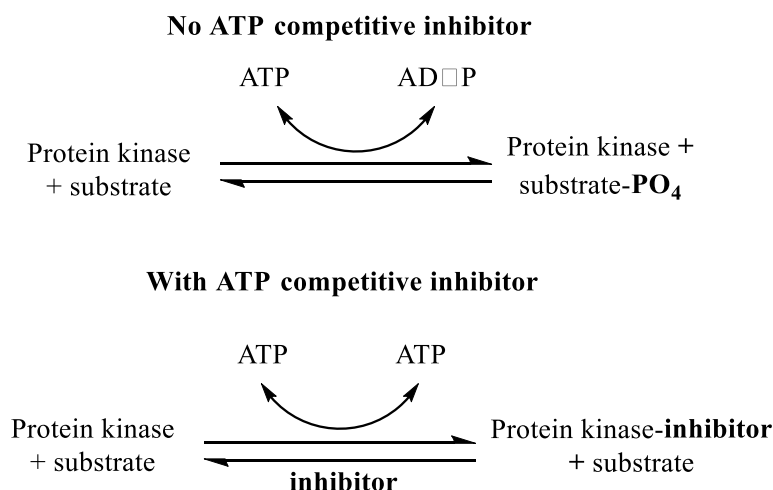 No ATP competitive inhibitor
ATP AD□P
Protein kinase
+ substrate
Protein kinase +
substrate-PO4
With ATP competitive inhibitor
ATP ATP
Protein kinase
+ substrate
Protein kinase-inhibitor
+ substrate
inhibitor